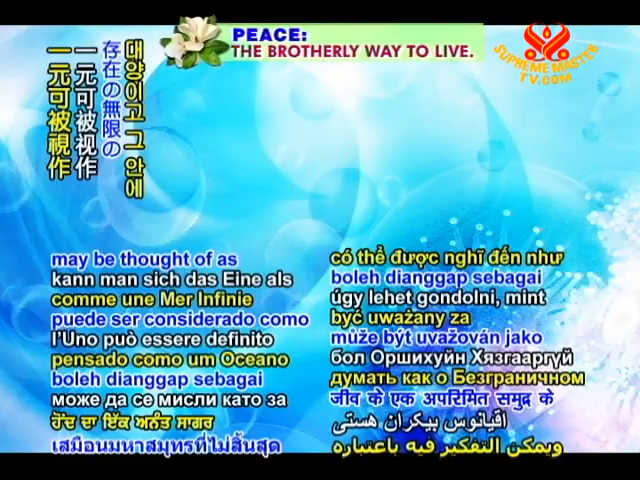 PEACE:
THE BROTHERLY WAY TO LIVE.
SUPREME MASTER
TV.COM
대양이고 그 안에
存在の無限の
一元可被视作
一元可被視作
may be thought of as
kann man sich das Eine als
comme une Mer Infinie
puede ser considerado como
l'Uno può essere definito
pensado como um Oceano
boleh dianggap sebagai
може да се мисли като за
ਹੋਂਦ ਦਾ ਇੱਕ ਅਨੰਤ ਸਾਗਰ
เสมือนมหาสมุทรที่ไม่สิ้นสุด
có thể được nghĩ đến như
boleh dianggap sebagai
úgy lehet gondolni, mint
być uważany za
může být uvažován jako
бол Оршихуйн Хязгааргүй
думать как о Безграничном
जीव के एक अपरिमित समुद्र के
اقیانوس بیکران هستی
ويمكن التفكير فيه باعتباره